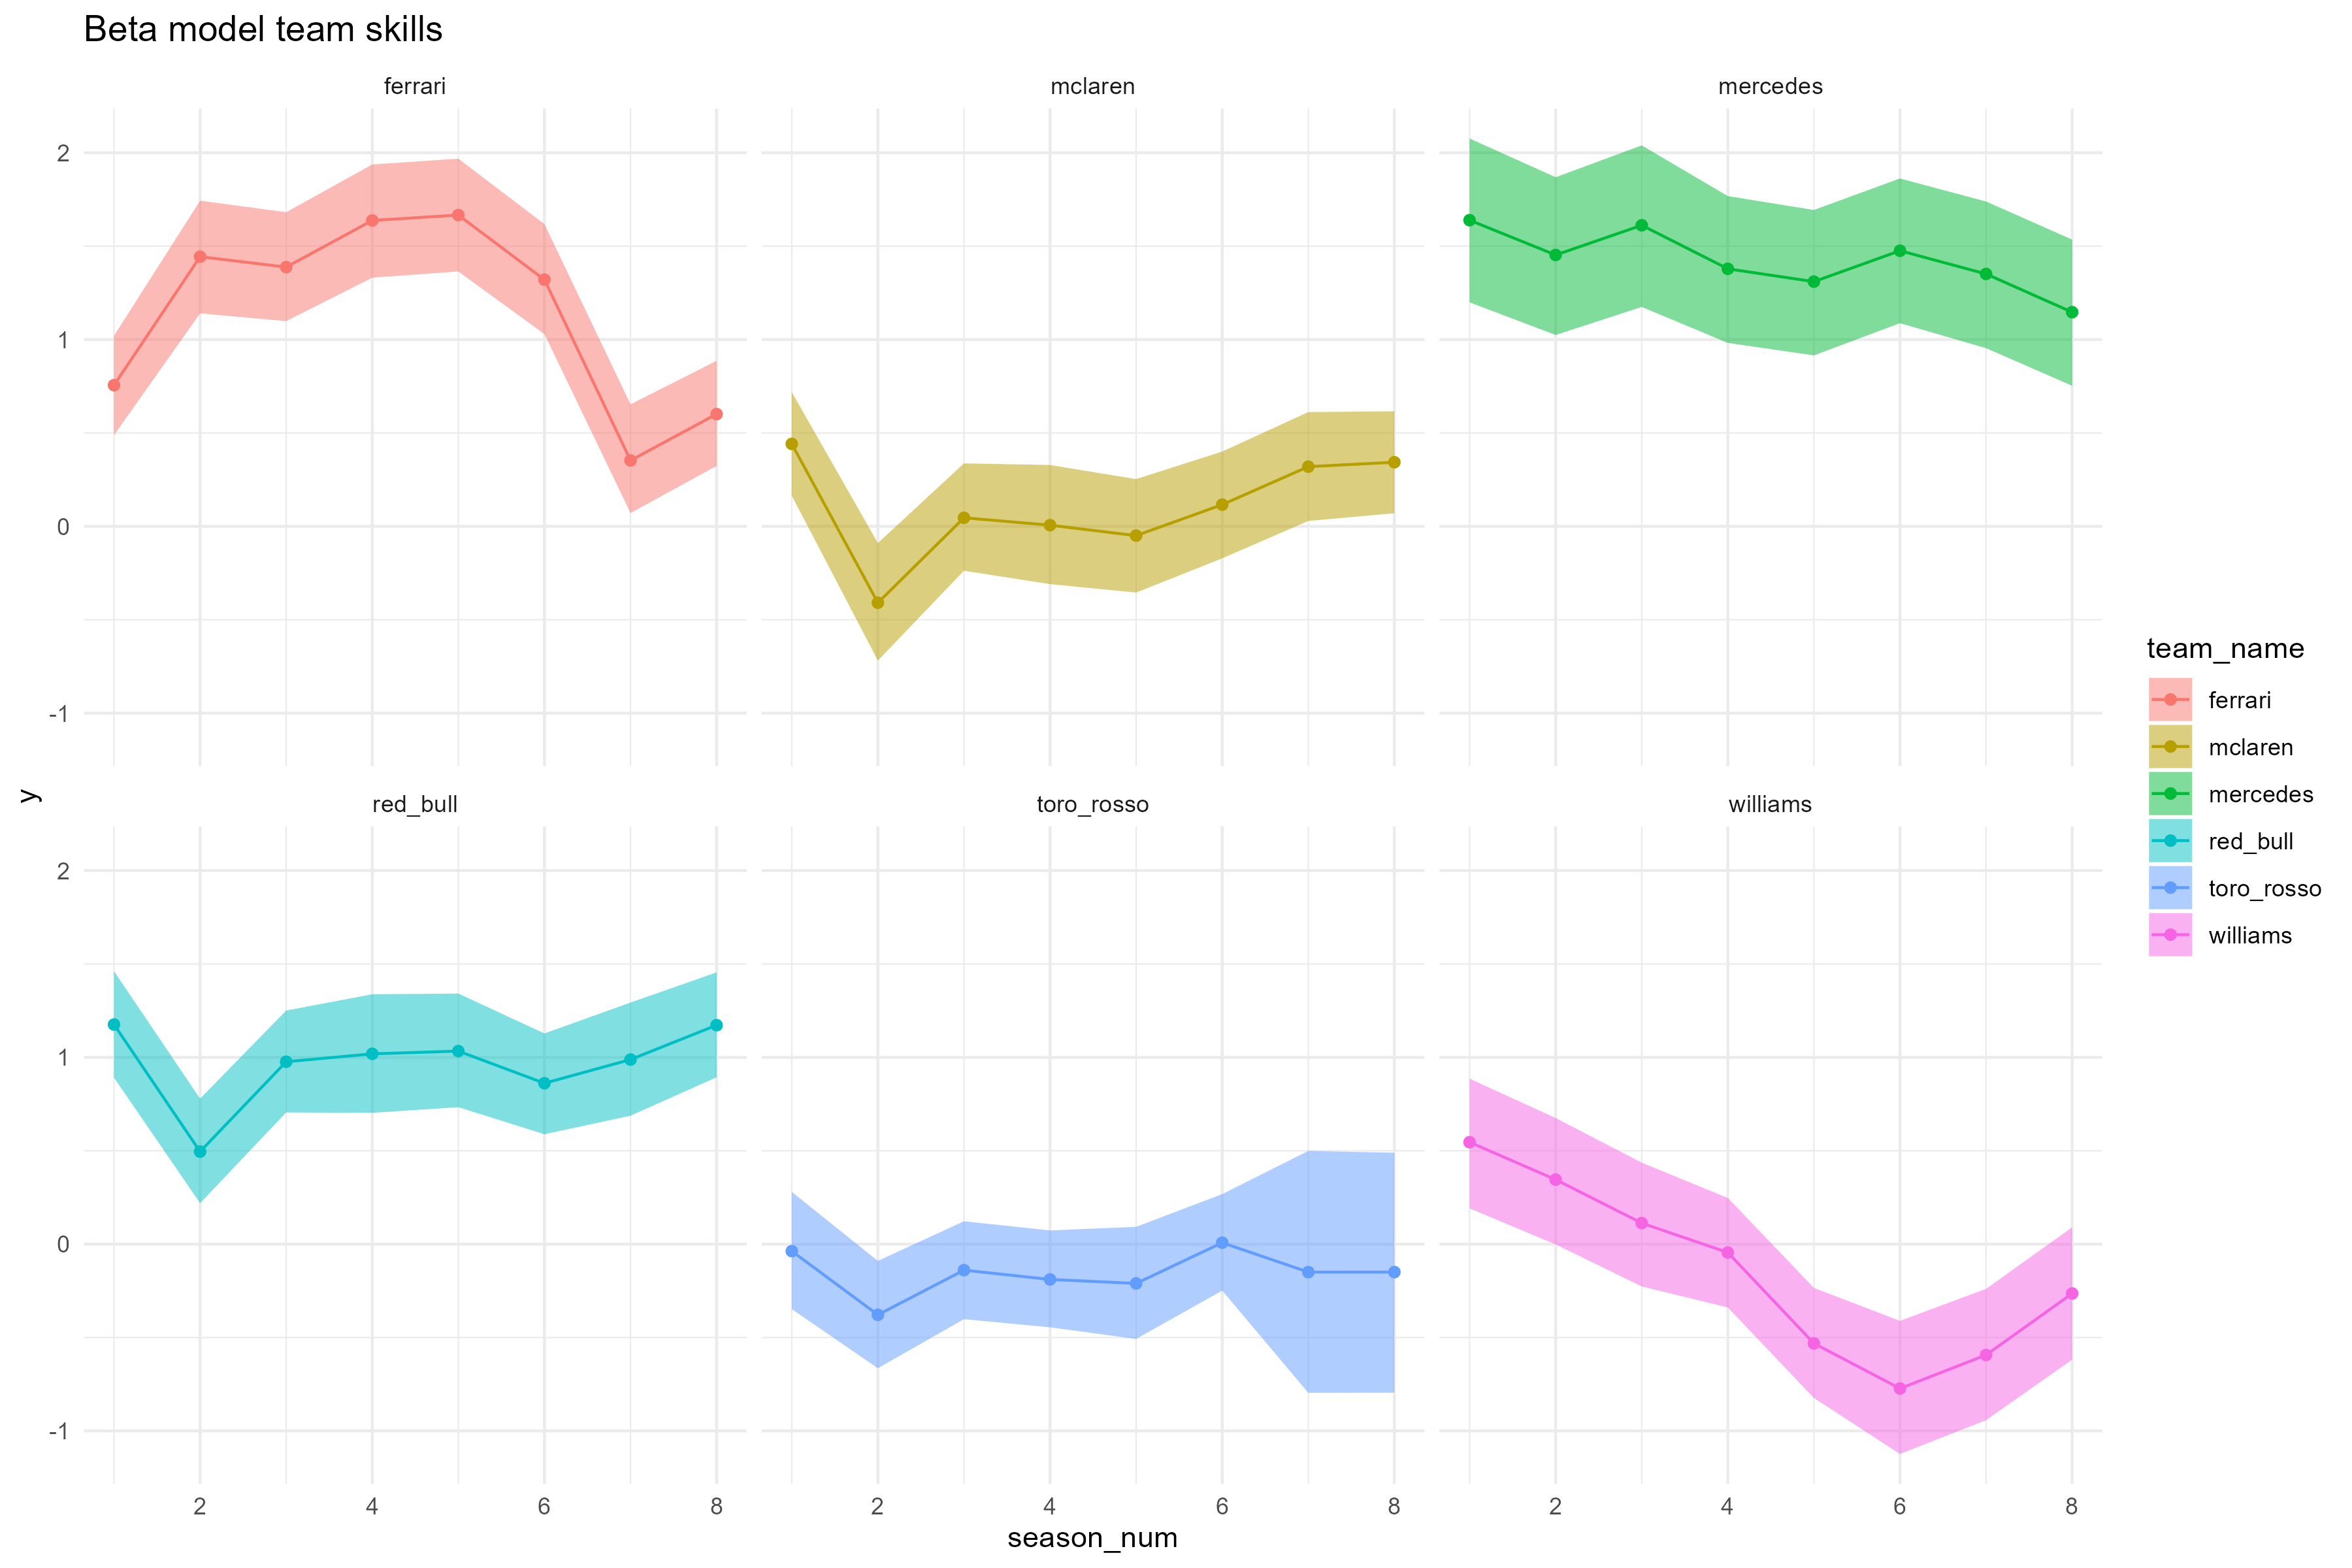 Beta model team skills
ferrari
mclaren
mercedes
2
1
0
-1
y
red_bull
toro_rosso
williams
2
1
0
-1
2 4 6 8
2 4 6 8
2 4 6 8
season_num
team_name
ferrari
mclaren
mercedes
red_bull
toro_rosso
williams